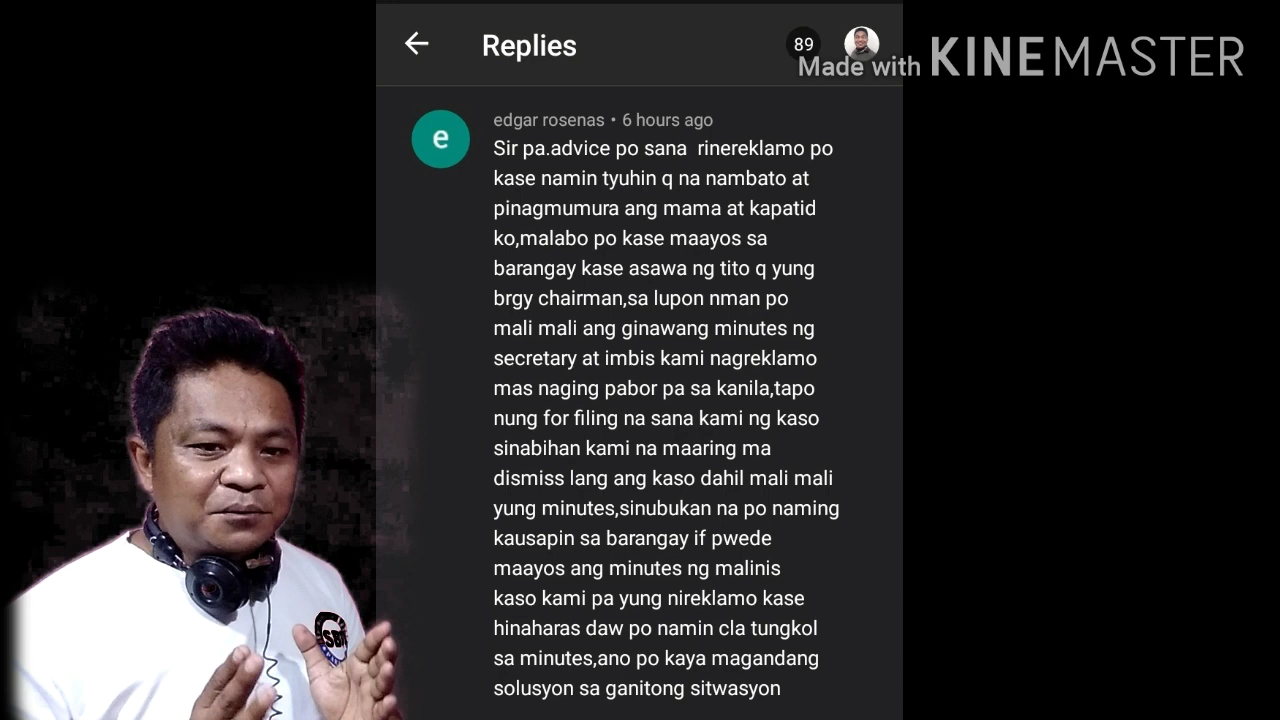 Replies
89
Made with KINEMASTER
e
edgar rosenas • 6 hours ago
Sir pa.advice po sana  rinereklamo po
kase namin tyuhin q na nambato at
pinagmumura ang mama at kapatid
ko,malabo po kase maayos sa
barangay kase asawa ng tito q yung
brgy chairman,sa lupon nman po
mali mali ang ginawang minutes ng
secretary at imbis kami nagreklamo
mas naging pabor pa sa kanila,tapo
nung for filing na sana kami ng kaso
sinabihan kami na maaring ma
dismiss lang ang kaso dahil mali mali
yung minutes,sinubukan na po naming
kausapin sa barangay if pwede
maayos ang minutes ng malinis
kaso kami pa yung nireklamo kase
hinaharas daw po namin cla tungkol
sa minutes,ano po kaya magandang
solusyon sa ganitong sitwasyon